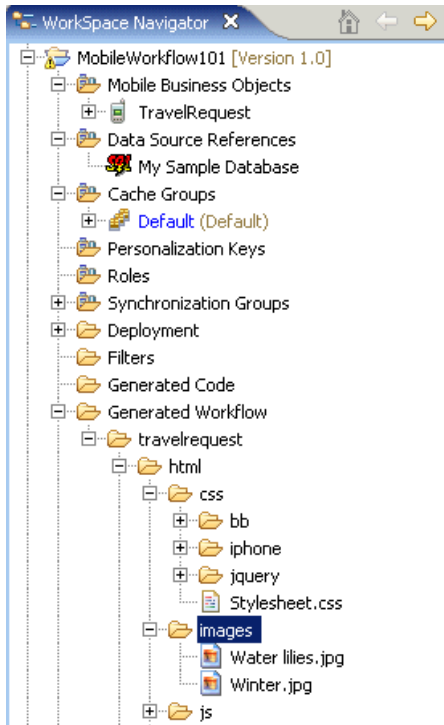 WorkSpace Navigator
MobileWorkflow101 [Version 1.0]
Mobile Business Objects
TravelRequest
Data Source References
My Sample Database
Cache Groups
Default (Default)
Personalization Keys
Roles
Synchronization Groups
Deployment
Filters
Generated Code
Generated Workflow
travelrequest
html
css
bb
iphone
jquery
Stylesheet.css
images
Water lilies.jpg
Winter.jpg
js